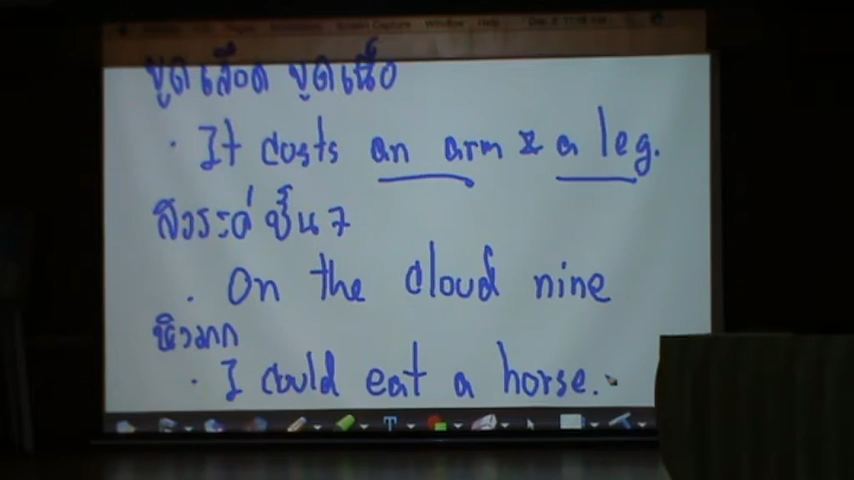 ขูดเลือด ขูดเนื้อ
· It costs an arm & a leg.
สวรรค์ ชั้น 7
· On the cloud nine
หิวมาก
· I could eat a horse.